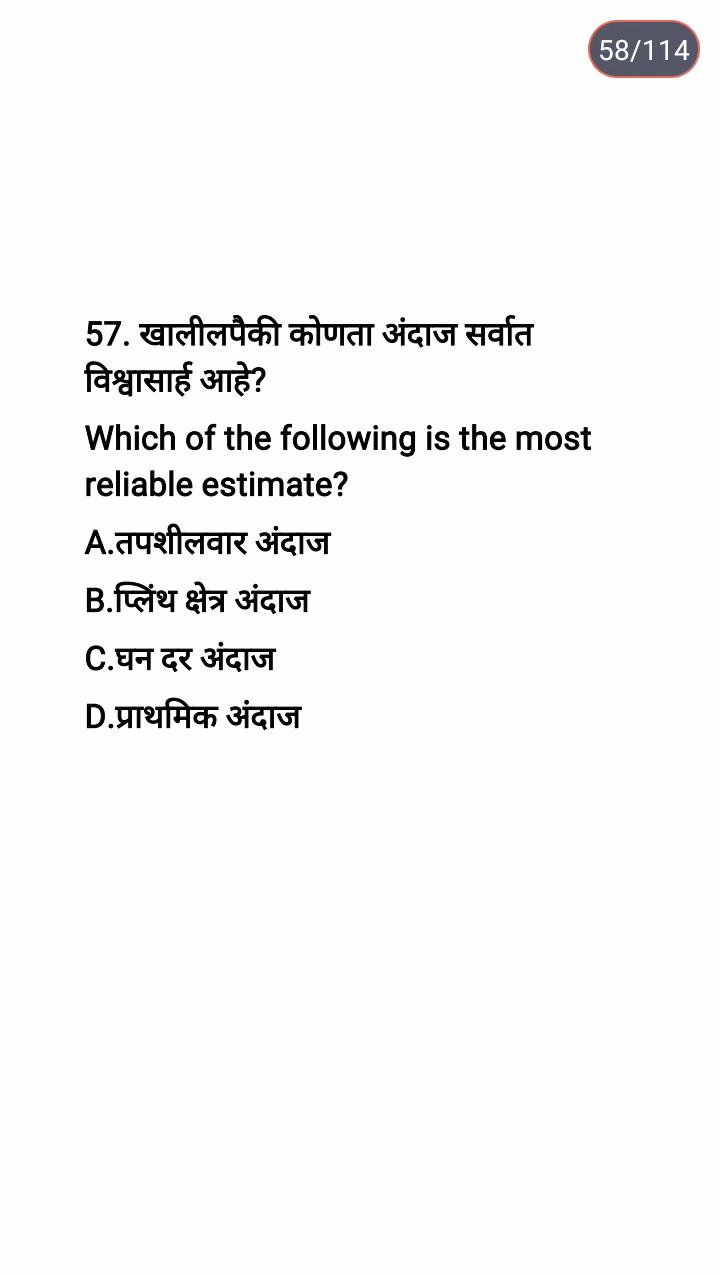 58/114
57. खालीलपैकी कोणता अंदाज सर्वात
विश्वासार्ह आहे?
Which of the following is the most
reliable estimate?
A.तपशीलवार अंदाज
B.प्लिंथ क्षेत्र अंदाज
C.घन दर अंदाज
D.प्राथमिक अंदाज